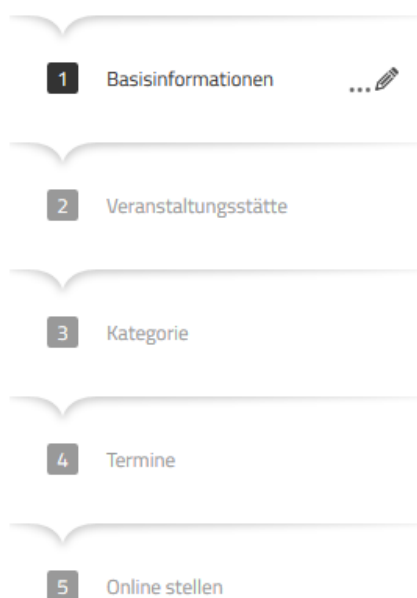 1 Basisinformationen ...
2 Veranstaltungsstätte
3 Kategorie
4 Termine
5 Online stellen